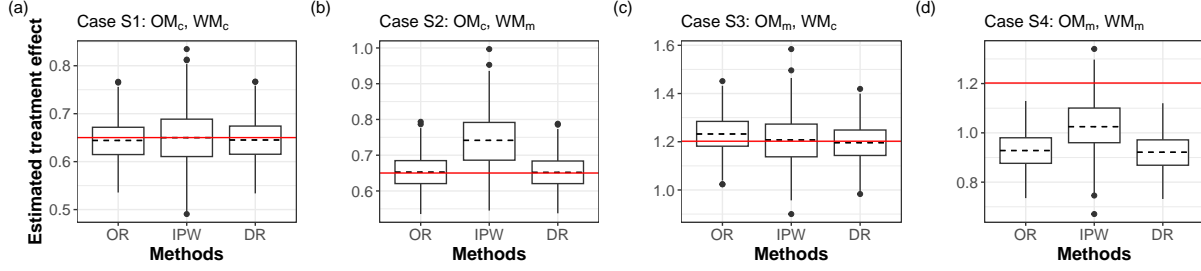 (a) Case S1: OMc, WMc
(b) Case S2: OMc, WMm
(c) Case S3: OMm, WMc
(d) Case S4: OMm, WMm
Estimated treatment effect
0.8
0.7
0.6
0.5
OR IPW DR
Methods
1.0
0.9
0.8
0.7
0.6
OR IPW DR
Methods
1.6
1.4
1.2
1.0
OR IPW DR
Methods
1.2
1.0
0.8
OR IPW DR
Methods